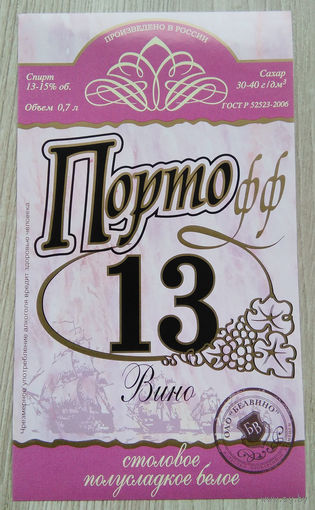 ПРОИЗВЕДЕНО В РОССИИ
Спирт
13-15% об.
Сахар
30-40 г/дм³
Объем 0,7 л
ГОСТ Р 52523-2006
Портофф
13
Вино
Чрезмерное употребление алкоголя вредит здоровью человека
ОАО "БЕЛВИНО"
БВ
столовое
полусладкое белое